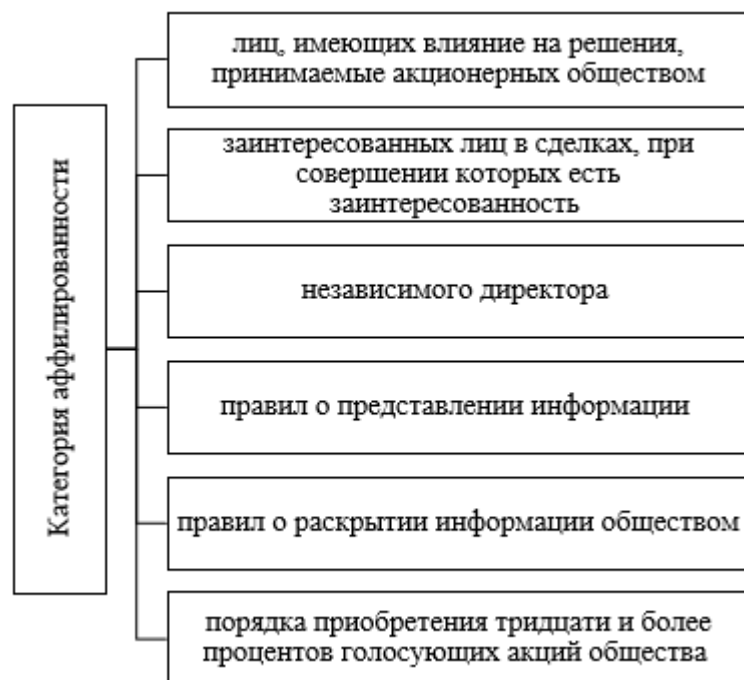 Категория аффилированности
лиц, имеющих влияние на решения,
принимаемые акционерных обществом
заинтересованных лиц в сделках, при
совершении которых есть
заинтересованность
независимого директора
правил о представлении информации
правил о раскрытии информации обществом
порядка приобретения тридцати и более
процентов голосующих акций общества